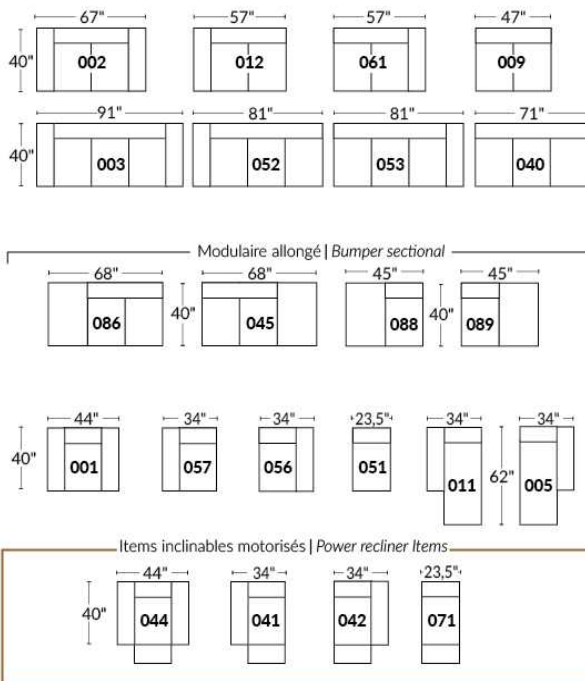 67" 57" 57" 47"
40" 002 012 061 009
91" 81" 81" 71"
40" 003 052 053 040
Modulaire allongé | Bumper sectional
68" 68" 45" 45"
086 40" 045 088 40" 089
44" 34" 34" 23,5" 34" 34"
40" 001 057 056 051 011 62" 005
Items inclinables motorisés | Power recliner Items
44" 34" 34" 23,5"
40" 044 041 042 071